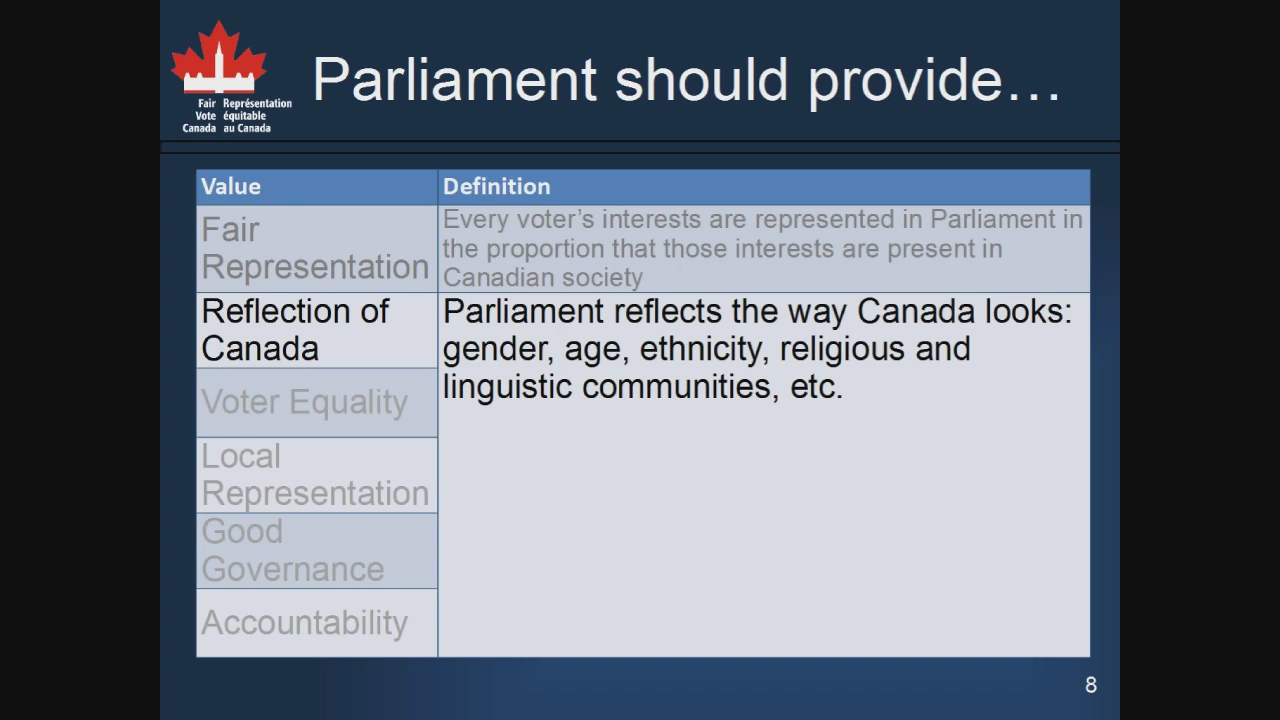 Parliament should provide…
Fair Représentation
Vote équitable
Canada au Canada
Value Definition
Fair
Representation
Every voter’s interests are represented in Parliament in
the proportion that those interests are present in
Canadian society
Reflection of
Canada
Parliament reflects the way Canada looks:
gender, age, ethnicity, religious and
linguistic communities, etc.
Voter Equality
Local
Representation
Good
Governance
Accountability
8